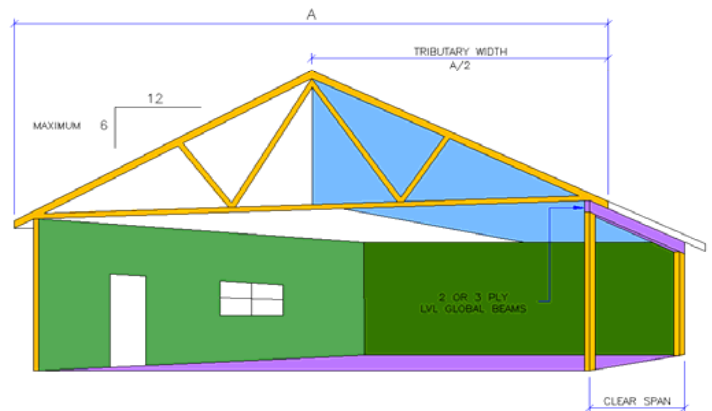 A
TRIBUTARY WIDTH
A/2
12
MAXIMUM 6
2 OR 3 PLY
LVL GLOBAL BEAMS
CLEAR SPAN